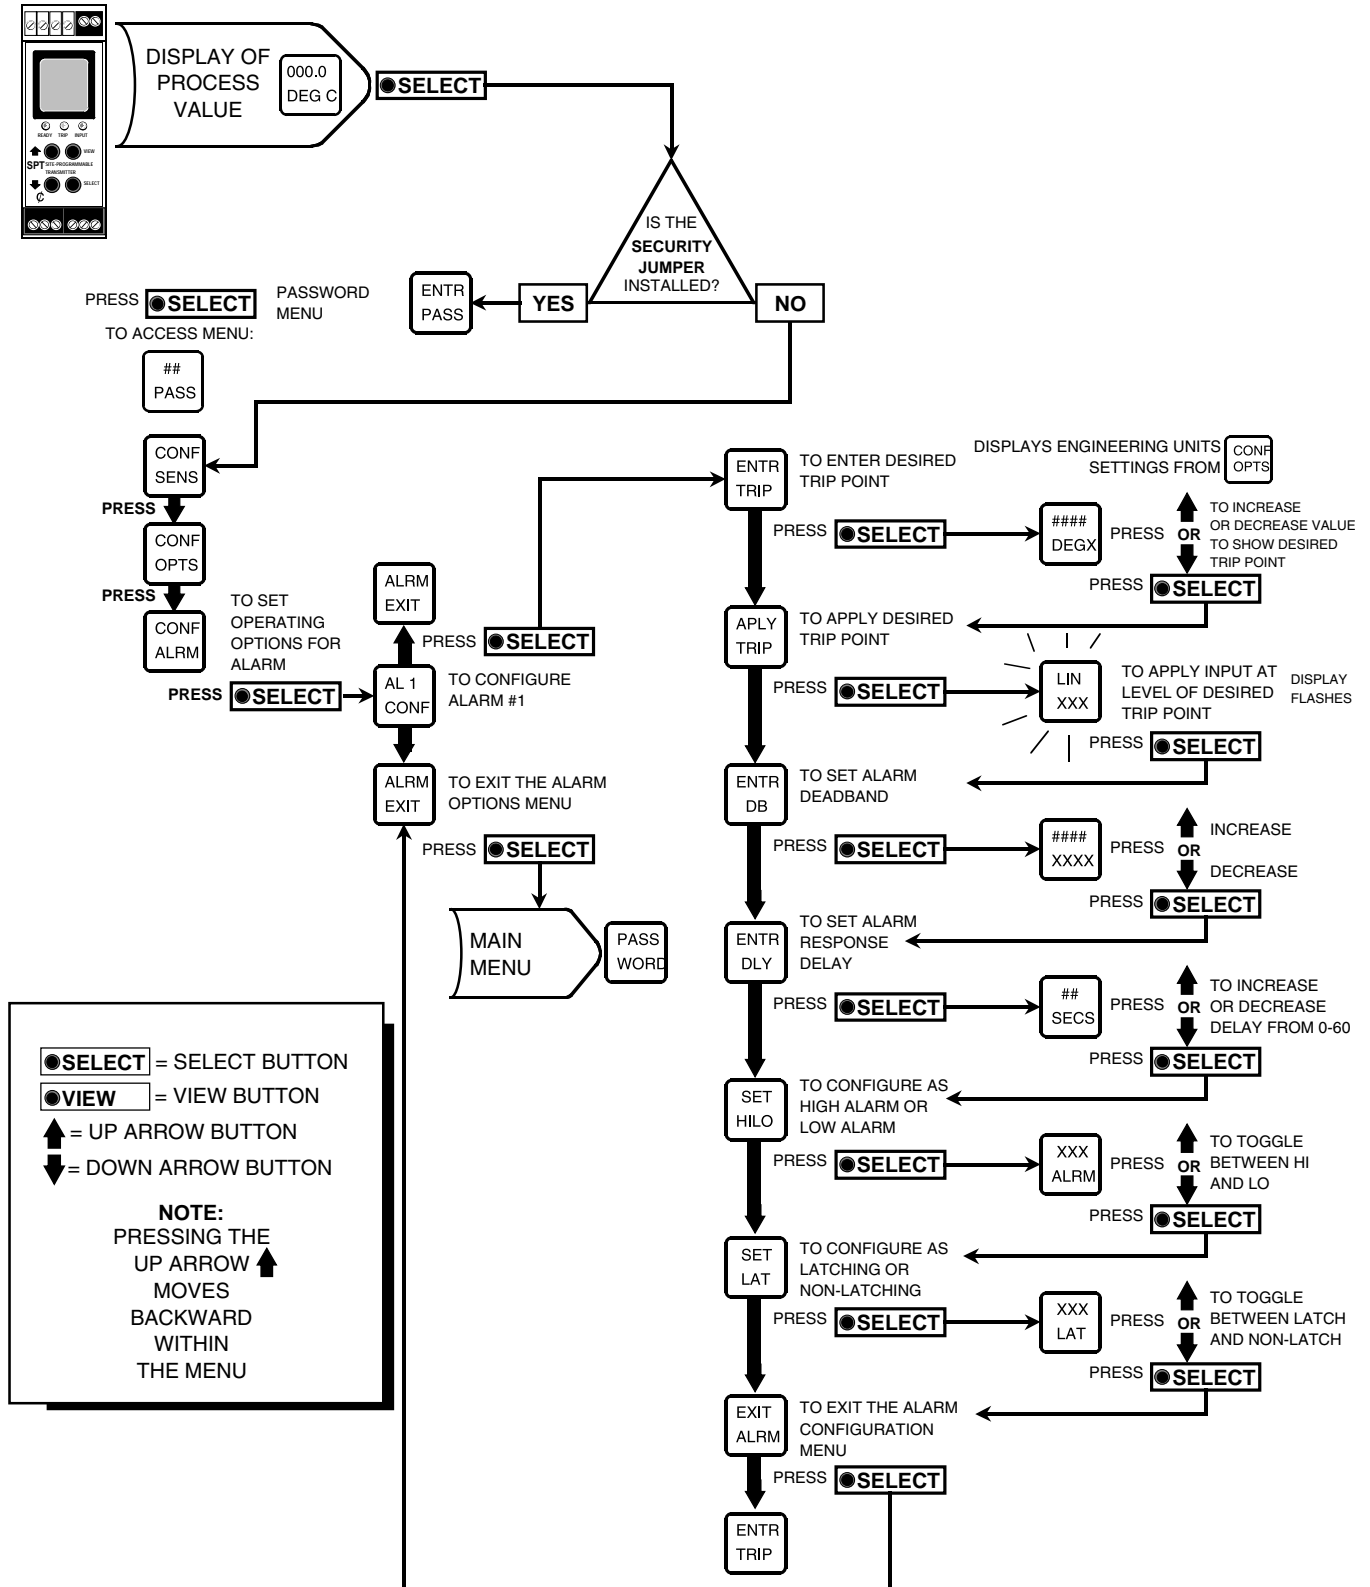 DISPLAY OF
PROCESS
VALUE
000.0
DEG C
SELECT
READY TRIP INPUT
VIEW
SPT SITE-PROGRAMMABLE
TRANSMITTER
SELECT
IS THE
SECURITY
JUMPER
INSTALLED?
YES
NO
ENTR
PASS
PRESS SELECT PASSWORD
MENU
TO ACCESS MENU:
##
PASS
CONF
SENS
PRESS
CONF
OPTS
PRESS
CONF
ALRM
TO SET
OPERATING
OPTIONS FOR
ALARM
PRESS SELECT
ALRM
EXIT
PRESS SELECT
AL 1
CONF
TO CONFIGURE
ALARM #1
ALRM
EXIT
TO EXIT THE ALARM
OPTIONS MENU
PRESS SELECT
MAIN
MENU
PASS
WORD
ENTR
TRIP
TO ENTER DESIRED
TRIP POINT
DISPLAYS ENGINEERING UNITS
SETTINGS FROM
CONF
OPTS
PRESS SELECT
####
DEGX
PRESS
OR
TO INCREASE
OR DECREASE VALUE
TO SHOW DESIRED
TRIP POINT
PRESS SELECT
APLY
TRIP
TO APPLY DESIRED
TRIP POINT
PRESS SELECT
LIN
XXX
TO APPLY INPUT AT
LEVEL OF DESIRED
TRIP POINT
DISPLAY
FLASHES
PRESS SELECT
ENTR
DB
TO SET ALARM
DEADBAND
PRESS SELECT
####
XXXX
PRESS
INCREASE
OR
DECREASE
PRESS SELECT
ENTR
DLY
TO SET ALARM
RESPONSE
DELAY
PRESS SELECT
##
SECS
PRESS
OR
TO INCREASE
OR DECREASE
DELAY FROM 0-60
PRESS SELECT
SET
HILO
TO CONFIGURE AS
HIGH ALARM OR
LOW ALARM
PRESS SELECT
XXX
ALRM
PRESS
OR
TO TOGGLE
BETWEEN HI
AND LO
PRESS SELECT
SET
LAT
TO CONFIGURE AS
LATCHING OR
NON-LATCHING
PRESS SELECT
XXX
LAT
PRESS
OR
TO TOGGLE
BETWEEN LATCH
AND NON-LATCH
PRESS SELECT
EXIT
ALRM
TO EXIT THE ALARM
CONFIGURATION
MENU
PRESS SELECT
ENTR
TRIP
SELECT = SELECT BUTTON
VIEW = VIEW BUTTON
= UP ARROW BUTTON
= DOWN ARROW BUTTON
NOTE:
PRESSING THE
UP ARROW
MOVES
BACKWARD
WITHIN
THE MENU